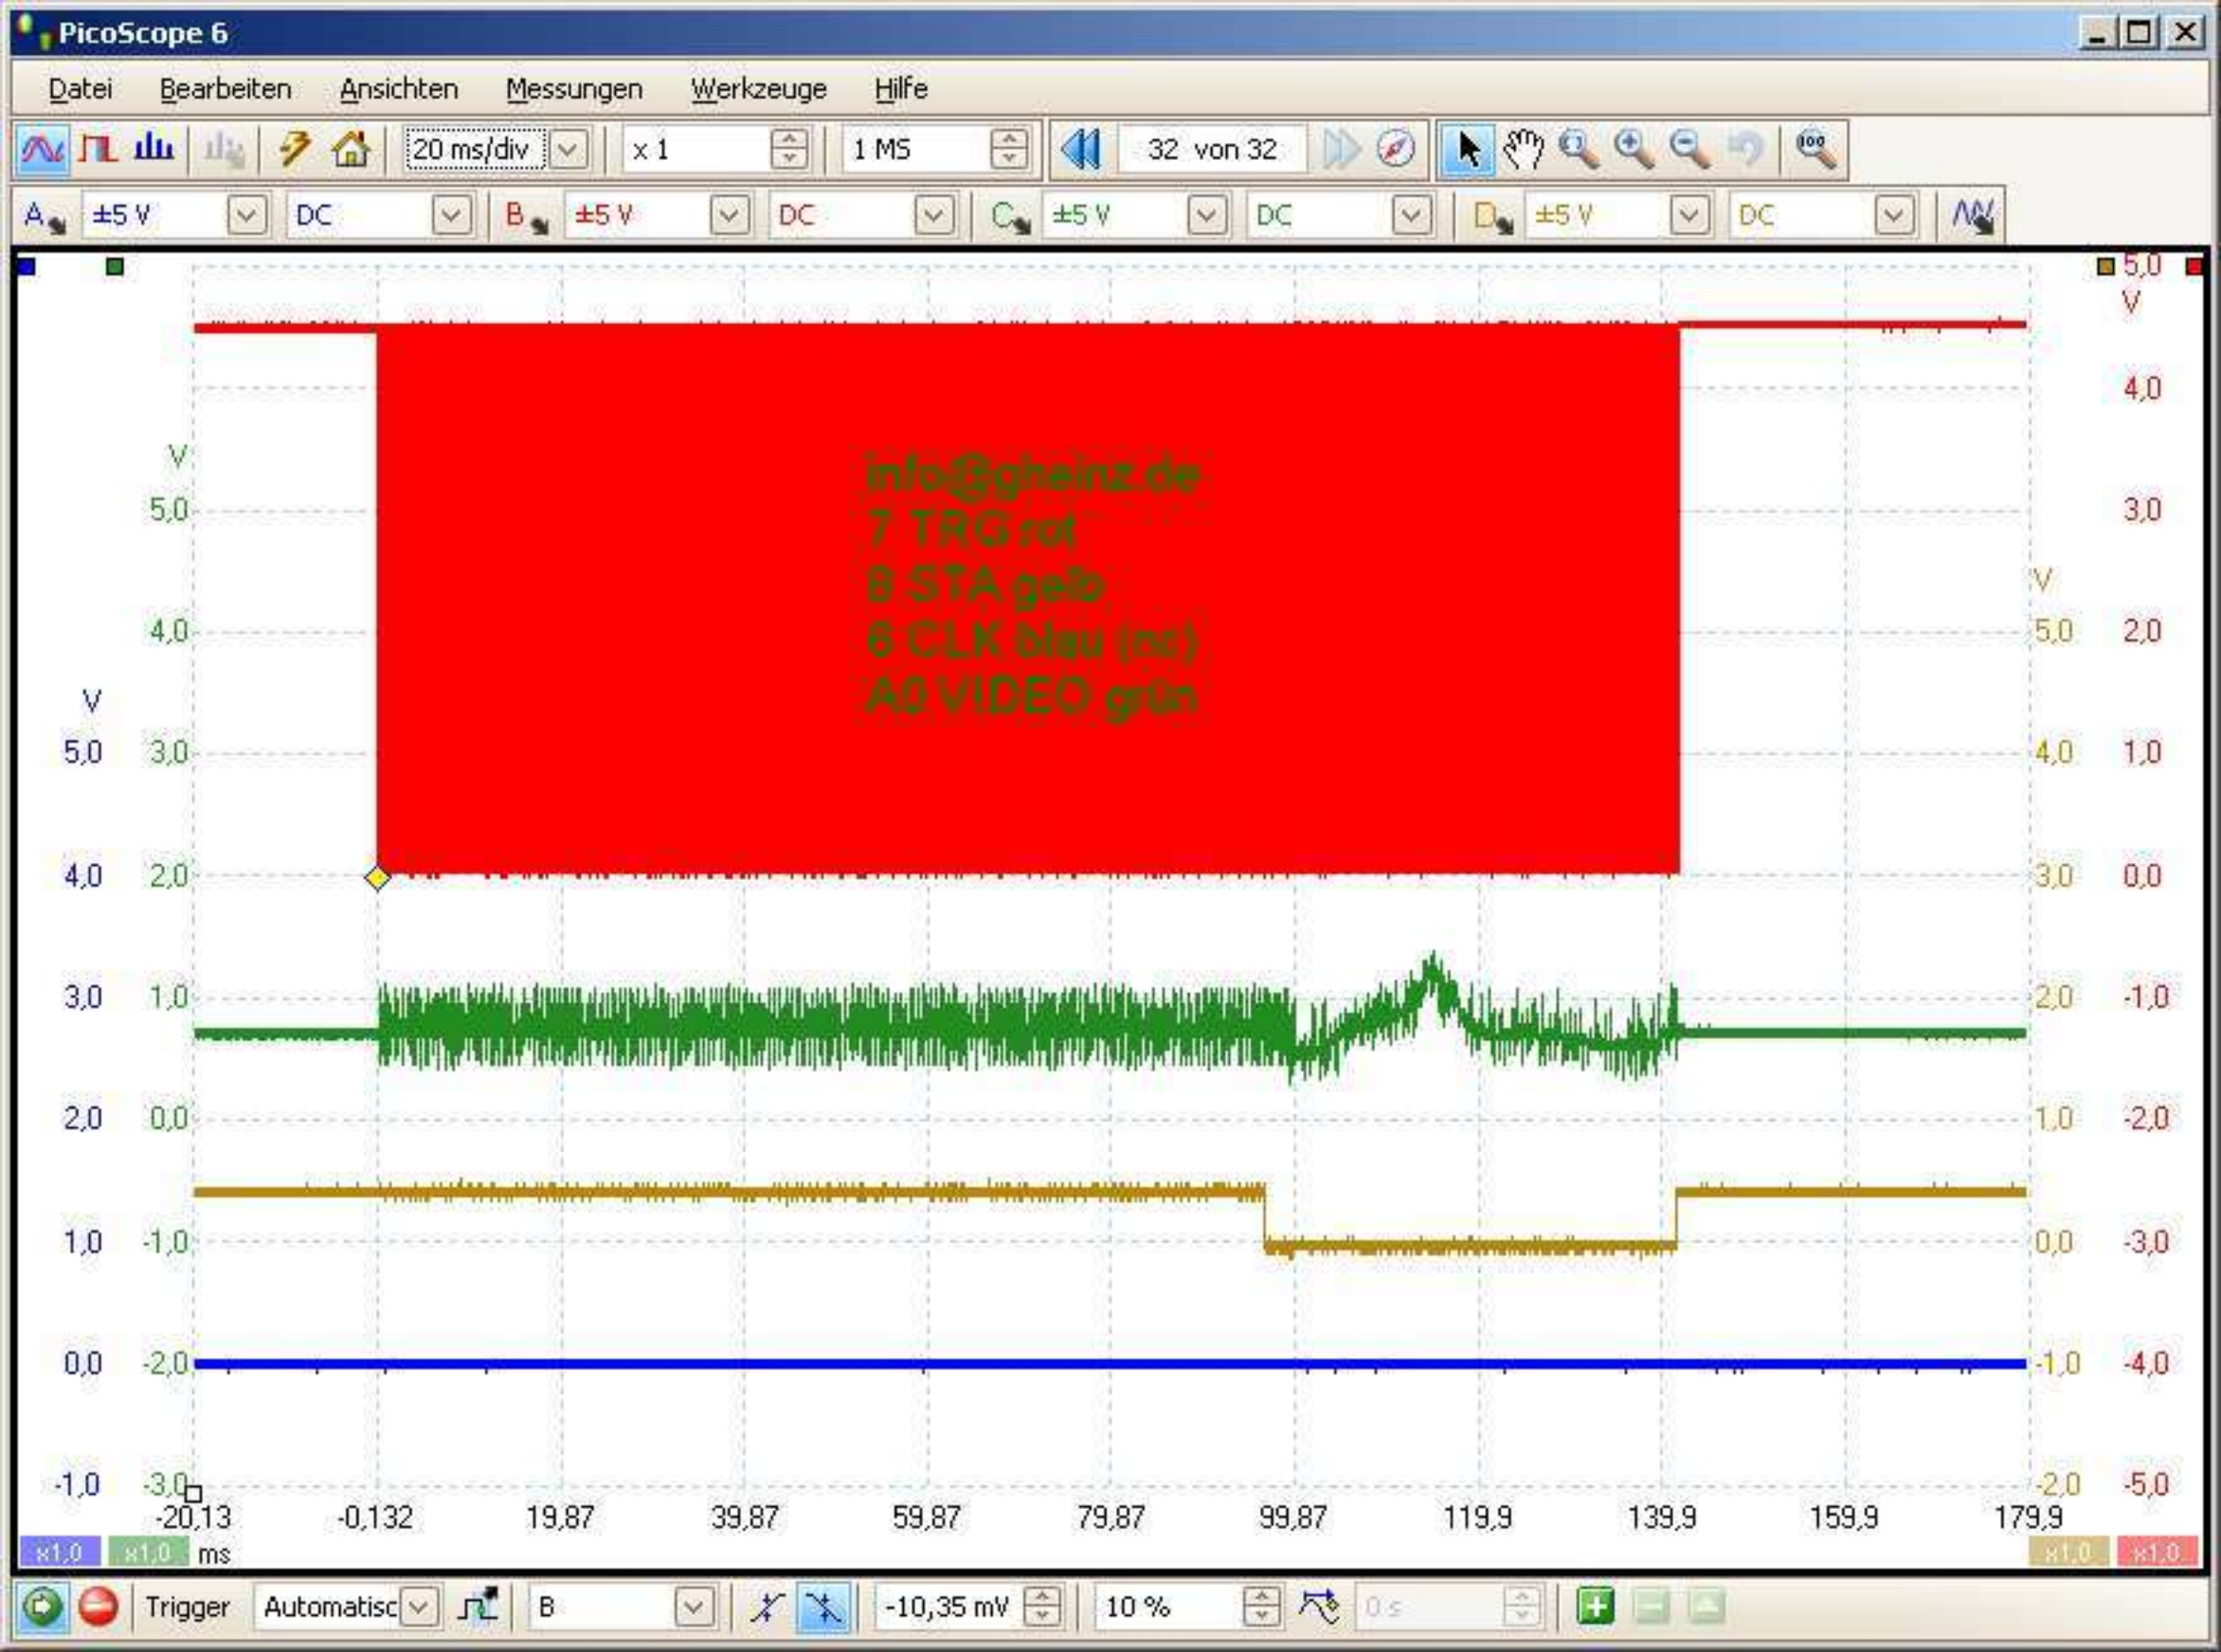 PicoScope 6
Datei Bearbeiten Ansichten Messungen Werkzeuge Hilfe
20 ms/div x 1 1 MS 32 von 32 100
A ±5 V DC B ±5 V DC C ±5 V DC D ±5 V DC
5,0
V
4,0
V
5,0 3,0
info@gheinz.de
7 TRG rot
8 STA gelb
6 CLK blau (nc)
A0 VIDEO grün
V
4,0 5,0 2,0
V
5,0 3,0 4,0 1,0
4,0 2,0 3,0 0,0
3,0 1,0 2,0 -1,0
2,0 0,0 1,0 -2,0
1,0 -1,0 0,0 -3,0
0,0 -2,0 -1,0 -4,0
-1,0 -3,0 -2,0 -5,0
-20,13 -0,132 19,87 39,87 59,87 79,87 99,87 119,9 139,9 159,9 179,9
x1,0 x1,0 ms x1,0 x1,0
Trigger Automatisc B -10,35 mV 10 % 0 s